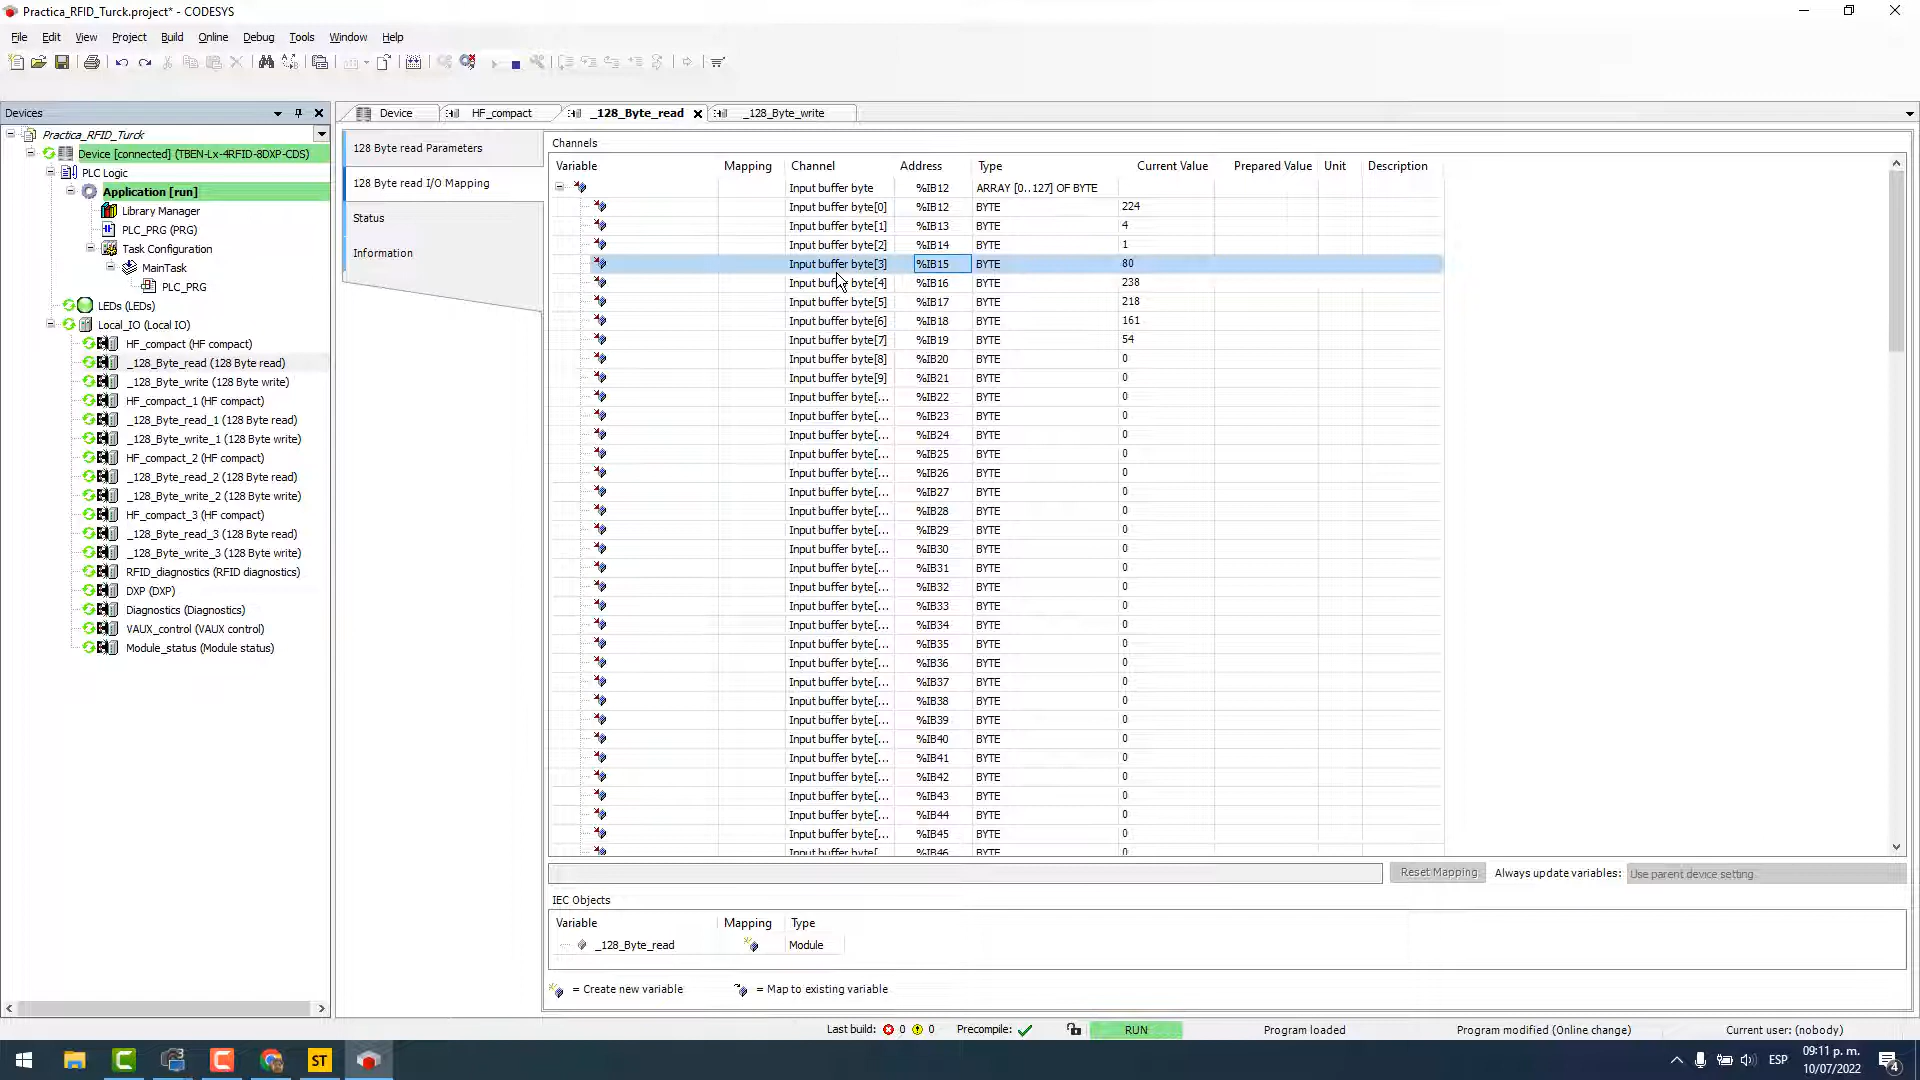 Practica_RFID_Turck.project* - CODESYS
File Edit View Project Build Online Debug Tools Window Help
Devices
Practica_RFID_Turck
Device [connected] (TBEN-Lx-4RFID-8DXP-CDS)
PLC Logic
Application [run]
Library Manager
PLC_PRG (PRG)
Task Configuration
MainTask
PLC_PRG
LEDs (LEDs)
Local_IO (Local IO)
HF_compact (HF compact)
_128_Byte_read (128 Byte read)
_128_Byte_write (128 Byte write)
HF_compact_1 (HF compact)
_128_Byte_read_1 (128 Byte read)
_128_Byte_write_1 (128 Byte write)
HF_compact_2 (HF compact)
_128_Byte_read_2 (128 Byte read)
_128_Byte_write_2 (128 Byte write)
HF_compact_3 (HF compact)
_128_Byte_read_3 (128 Byte read)
_128_Byte_write_3 (128 Byte write)
RFID_diagnostics (RFID diagnostics)
DXP (DXP)
Diagnostics (Diagnostics)
VAUX_control (VAUX control)
Module_status (Module status)
Device HF_compact _128_Byte_read _128_Byte_write
128 Byte read Parameters
128 Byte read I/O Mapping
Status
Information
Channels
Variable Mapping Channel Address Type Current Value Prepared Value Unit Description
Input buffer byte %IB12 ARRAY [0..127] OF BYTE
Input buffer byte[0] %IB12 BYTE 224
Input buffer byte[1] %IB13 BYTE 4
Input buffer byte[2] %IB14 BYTE 1
Input buffer byte[3] %IB15 BYTE 80
Input buffer byte[4] %IB16 BYTE 238
Input buffer byte[5] %IB17 BYTE 218
Input buffer byte[6] %IB18 BYTE 161
Input buffer byte[7] %IB19 BYTE 54
Input buffer byte[8] %IB20 BYTE 0
Input buffer byte[9] %IB21 BYTE 0
Input buffer byte[... %IB22 BYTE 0
Input buffer byte[... %IB23 BYTE 0
Input buffer byte[... %IB24 BYTE 0
Input buffer byte[... %IB25 BYTE 0
Input buffer byte[... %IB26 BYTE 0
Input buffer byte[... %IB27 BYTE 0
Input buffer byte[... %IB28 BYTE 0
Input buffer byte[... %IB29 BYTE 0
Input buffer byte[... %IB30 BYTE 0
Input buffer byte[... %IB31 BYTE 0
Input buffer byte[... %IB32 BYTE 0
Input buffer byte[... %IB33 BYTE 0
Input buffer byte[... %IB34 BYTE 0
Input buffer byte[... %IB35 BYTE 0
Input buffer byte[... %IB36 BYTE 0
Input buffer byte[... %IB37 BYTE 0
Input buffer byte[... %IB38 BYTE 0
Input buffer byte[... %IB39 BYTE 0
Input buffer byte[... %IB40 BYTE 0
Input buffer byte[... %IB41 BYTE 0
Input buffer byte[... %IB42 BYTE 0
Input buffer byte[... %IB43 BYTE 0
Input buffer byte[... %IB44 BYTE 0
Input buffer byte[... %IB45 BYTE 0
Input buffer byte[... %IB46 BYTE 0
Reset Mapping Always update variables: Use parent device setting
IEC Objects
Variable Mapping Type
_128_Byte_read Module
= Create new variable = Map to existing variable
Last build: 0 0 Precompile: RUN Program loaded Program modified (Online change) Current user: (nobody)
ST
ESP
09:11 p. m.
10/07/2022
4